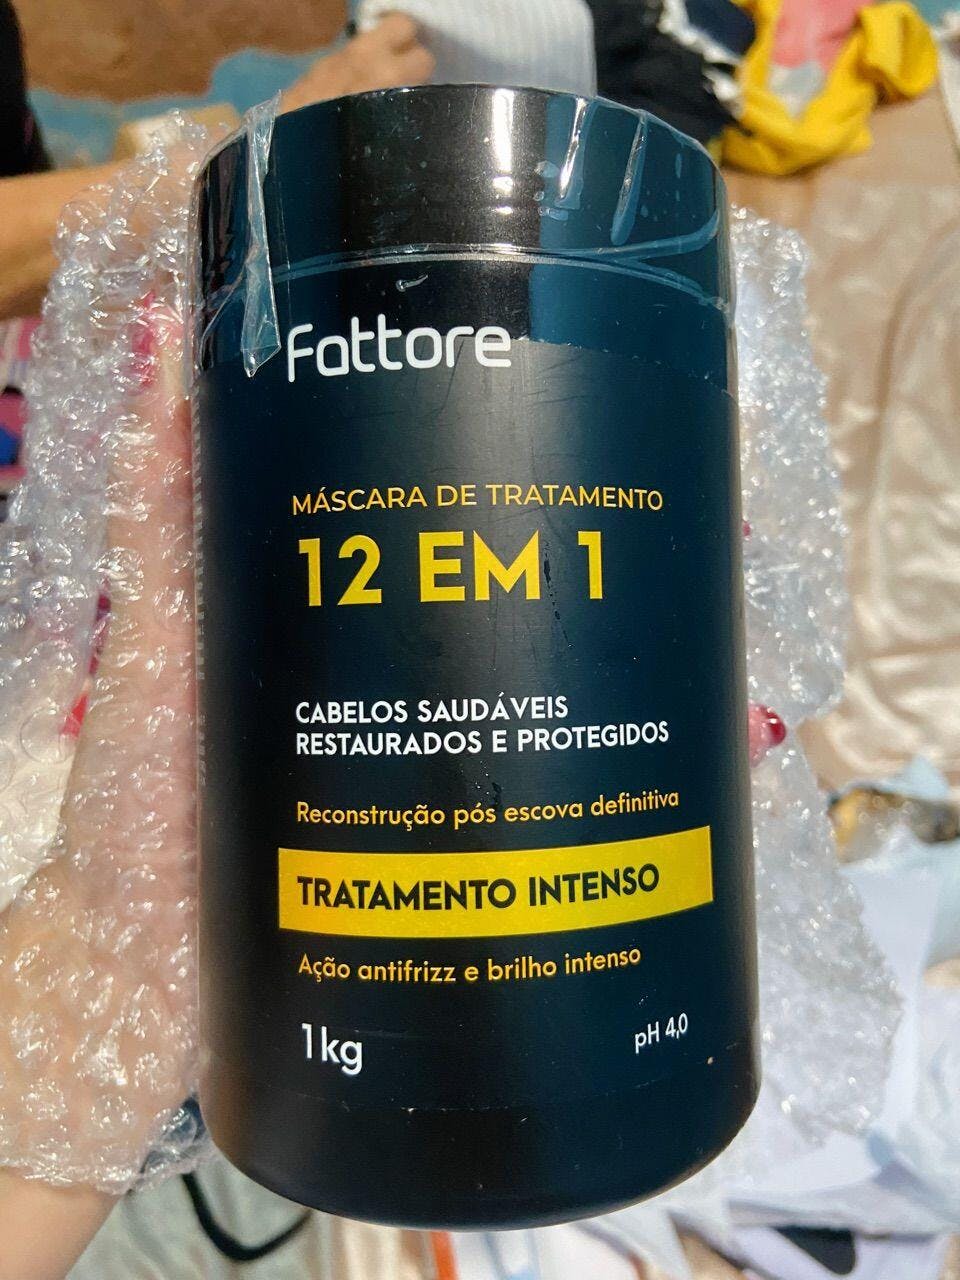 Fattore
MÁSCARA DE TRATAMENTO
12 EM 1
CABELOS SAUDÁVEIS
RESTAURADOS E PROTEGIDOS
Reconstrução pós escova definitiva
TRATAMENTO INTENSO
Ação antifrizz e brilho intenso
1kg
pH 4,0